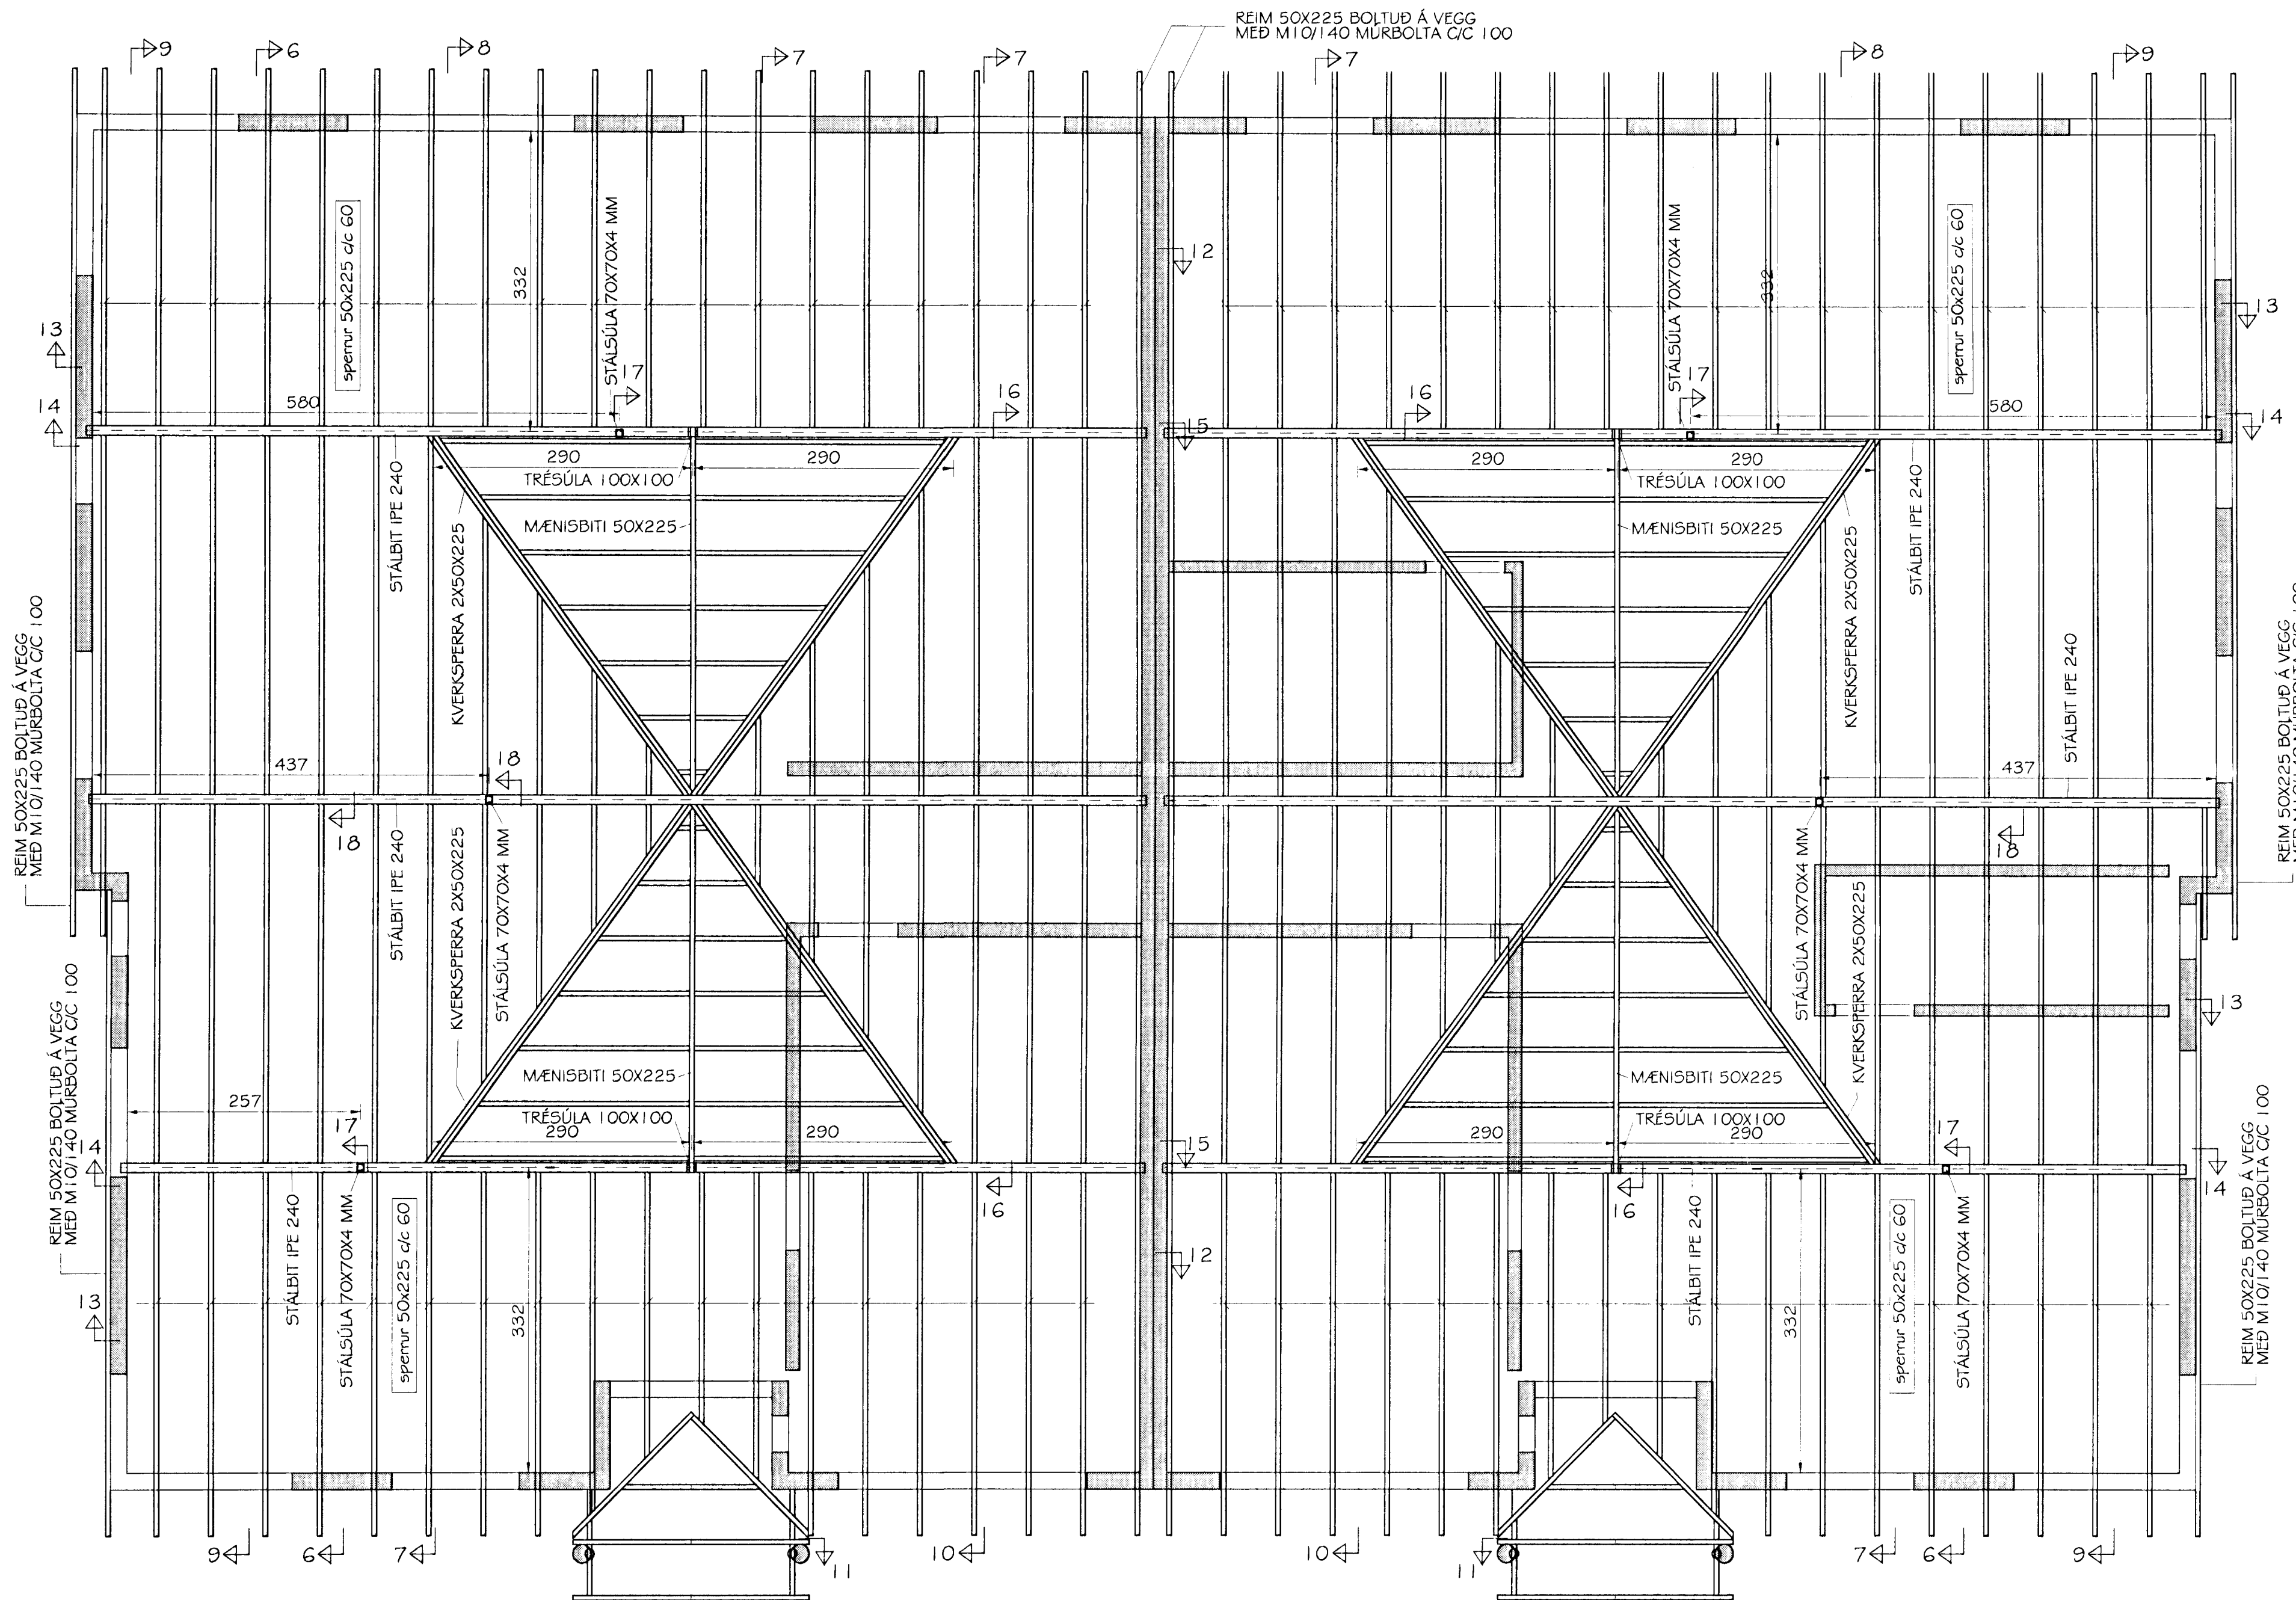 REIM 50X225 BOLTUÐ Á VEGG
MEÐ M10/140 MÚRBOLTA C/C 100
9
6
8
7
7
7
8
9
sperrur 50x225 c/c 60
332
STÁLSÚLA 70X70X4 MM
12
STÁLSÚLA 70X70X4 MM
332
sperrur 50x225 c/c 60
13
13
14
580
17
16
15
16
17
580
14
290
290
TRÉSÚLA 100X100
MÆNISBITI 50X225
STÁLBIT IPE 240
KVERKSPERRA 2X50X225
290
290
TRÉSÚLA 100X100
MÆNISBITI 50X225
KVERKSPERRA 2X50X225
STÁLBIT IPE 240
STÁLBIT IPE 240
REIM 50X225 BOLTUÐ Á VEGG
MEÐ M10/140 MÚRBOLTA C/C 100
REIM 50X225 BOLTUÐ Á VEGG
437
18
437
18
18
STÁLBIT IPE 240
KVERKSPERRA 2X50X225
STÁLSÚLA 70X70X4 MM
STÁLSÚLA 70X70X4 MM
KVERKSPERRA 2X50X225
REIM 50X225 BOLTUÐ Á VEGG
MEÐ M10/140 MÚRBOLTA C/C 100
13
MÆNISBITI 50X225
MÆNISBITI 50X225
257
TRÉSÚLA 100X100
290
290
TRÉSÚLA 100X100
290
290
17
14
15
17
14
16
16
STÁLBIT IPE 240
STÁLSÚLA 70X70X4 MM
sperrur 50x225 c/c 60
332
12
STÁLBIT IPE 240
332
sperrur 50x225 c/c 60
STÁLSÚLA 70X70X4 MM
REIM 50X225 BOLTUÐ Á VEGG
MEÐ M10/140 MÚRBOLTA C/C 100
13
9
6
7
11
10
10
11
7
6
9